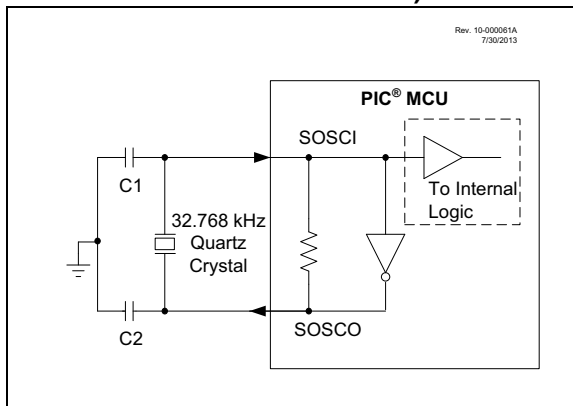 Rev. 10-000061A
7/30/2013
PIC® MCU
SOSCI
C1
To Internal
Logic
32.768 kHz
Quartz
Crystal
SOSCO
C2